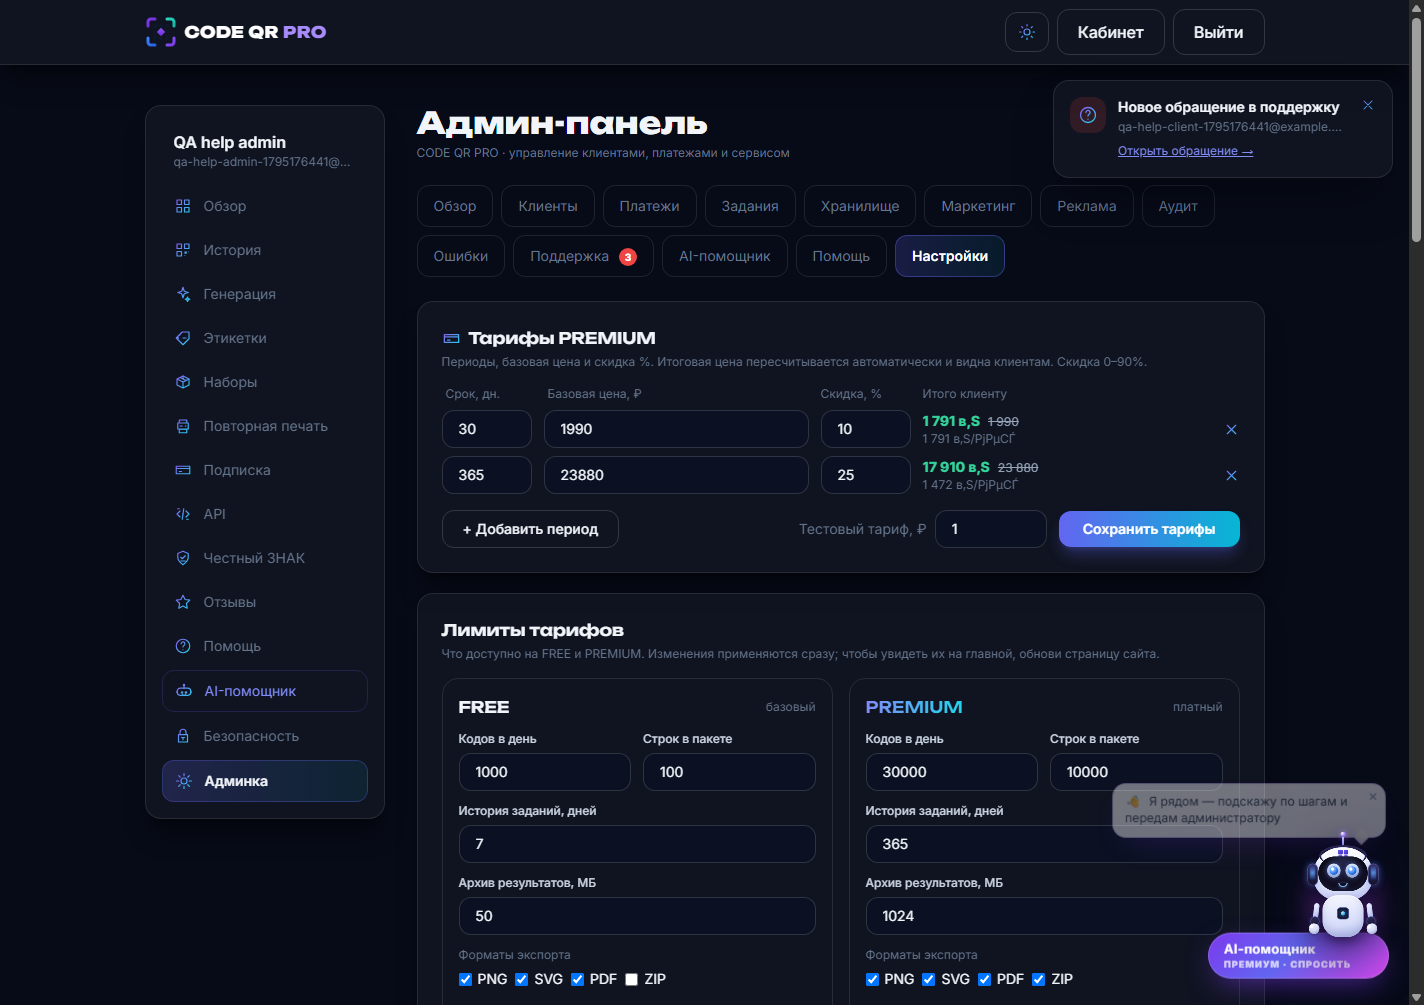 CODE QR PRO
Кабинет
Выйти
Новое обращение в поддержку
qa-help-client-1795176441@example....
Открыть обращение →
QA help admin
qa-help-admin-1795176441@...
Обзор
История
Генерация
Этикетки
Наборы
Повторная печать
Подписка
API
Честный ЗНАК
Отзывы
Помощь
AI-помощник
Безопасность
Админка
Админ-панель
CODE QR PRO · управление клиентами, платежами и сервисом
Обзор
Клиенты
Платежи
Задания
Хранилище
Маркетинг
Реклама
Аудит
Ошибки
Поддержка 3
AI-помощник
Помощь
Настройки
Тарифы PREMIUM
Периоды, базовая цена и скидка %. Итоговая цена пересчитывается автоматически и видна клиентам. Скидка 0–90%.
Срок, дн. Базовая цена, ₽ Скидка, % Итого клиенту
30 1990 10 1 791 в‚Ѕ 1 990
1 791 в‚Ѕ/РјРµСЃ
365 23880 25 17 910 в‚Ѕ 23 880
1 472 в‚Ѕ/РјРµСЃ
+ Добавить период Тестовый тариф, ₽ 1 Сохранить тарифы
Лимиты тарифов
Что доступно на FREE и PREMIUM. Изменения применяются сразу; чтобы увидеть их на главной, обнови страницу сайта.
FREE базовый
Кодов в день Строк в пакете
1000 100
История заданий, дней
7
Архив результатов, МБ
50
Форматы экспорта
PNG SVG PDF ZIP
PREMIUM платный
Кодов в день Строк в пакете
30000 10000
История заданий, дней
365
Архив результатов, МБ
1024
Форматы экспорта
PNG SVG PDF ZIP
👋 Я рядом — подскажу по шагам и
передам администратору
AI-помощник
ПРЕМИУМ · СПРОСИТЬ